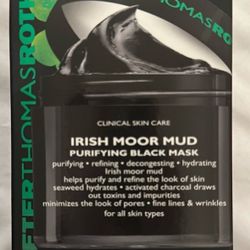 CLINICAL SKIN CARE
IRISH MOOR MUD
PURIFYING BLACK MASK
purifying • refining • decongesting • hydrating
Irish moor mud
helps purify and refine the look of skin
seaweed hydrates • activated charcoal draws
out toxins and impurities
minimizes the look of pores • fine lines & wrinkles
for all skin types
THOMAS
ETERTHOMASROTH